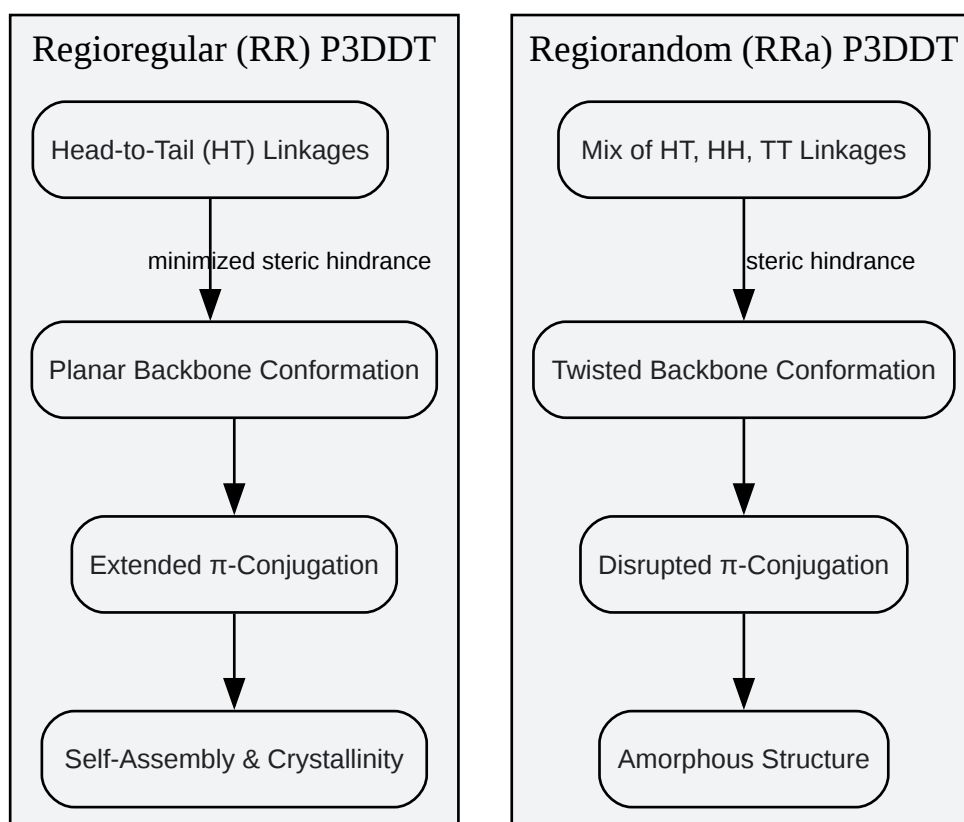 Regioregular (RR) P3DDT
Head-to-Tail (HT) Linkages
minimized steric hindrance
Planar Backbone Conformation
Extended π-Conjugation
Self-Assembly & Crystallinity
Regiorandom (RRa) P3DDT
Mix of HT, HH, TT Linkages
steric hindrance
Twisted Backbone Conformation
Disrupted π-Conjugation
Amorphous Structure